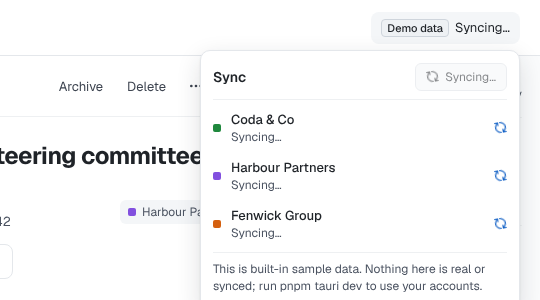 Demo data Syncing...
Sync
Syncing...
Archive Delete ...
Coda & Co
Syncing...
Harbour Partners
Syncing...
Fenwick Group
Syncing...
teering committee
Harbour Pa
42
This is built-in sample data. Nothing here is real or
synced; run pnpm tauri dev to use your accounts.